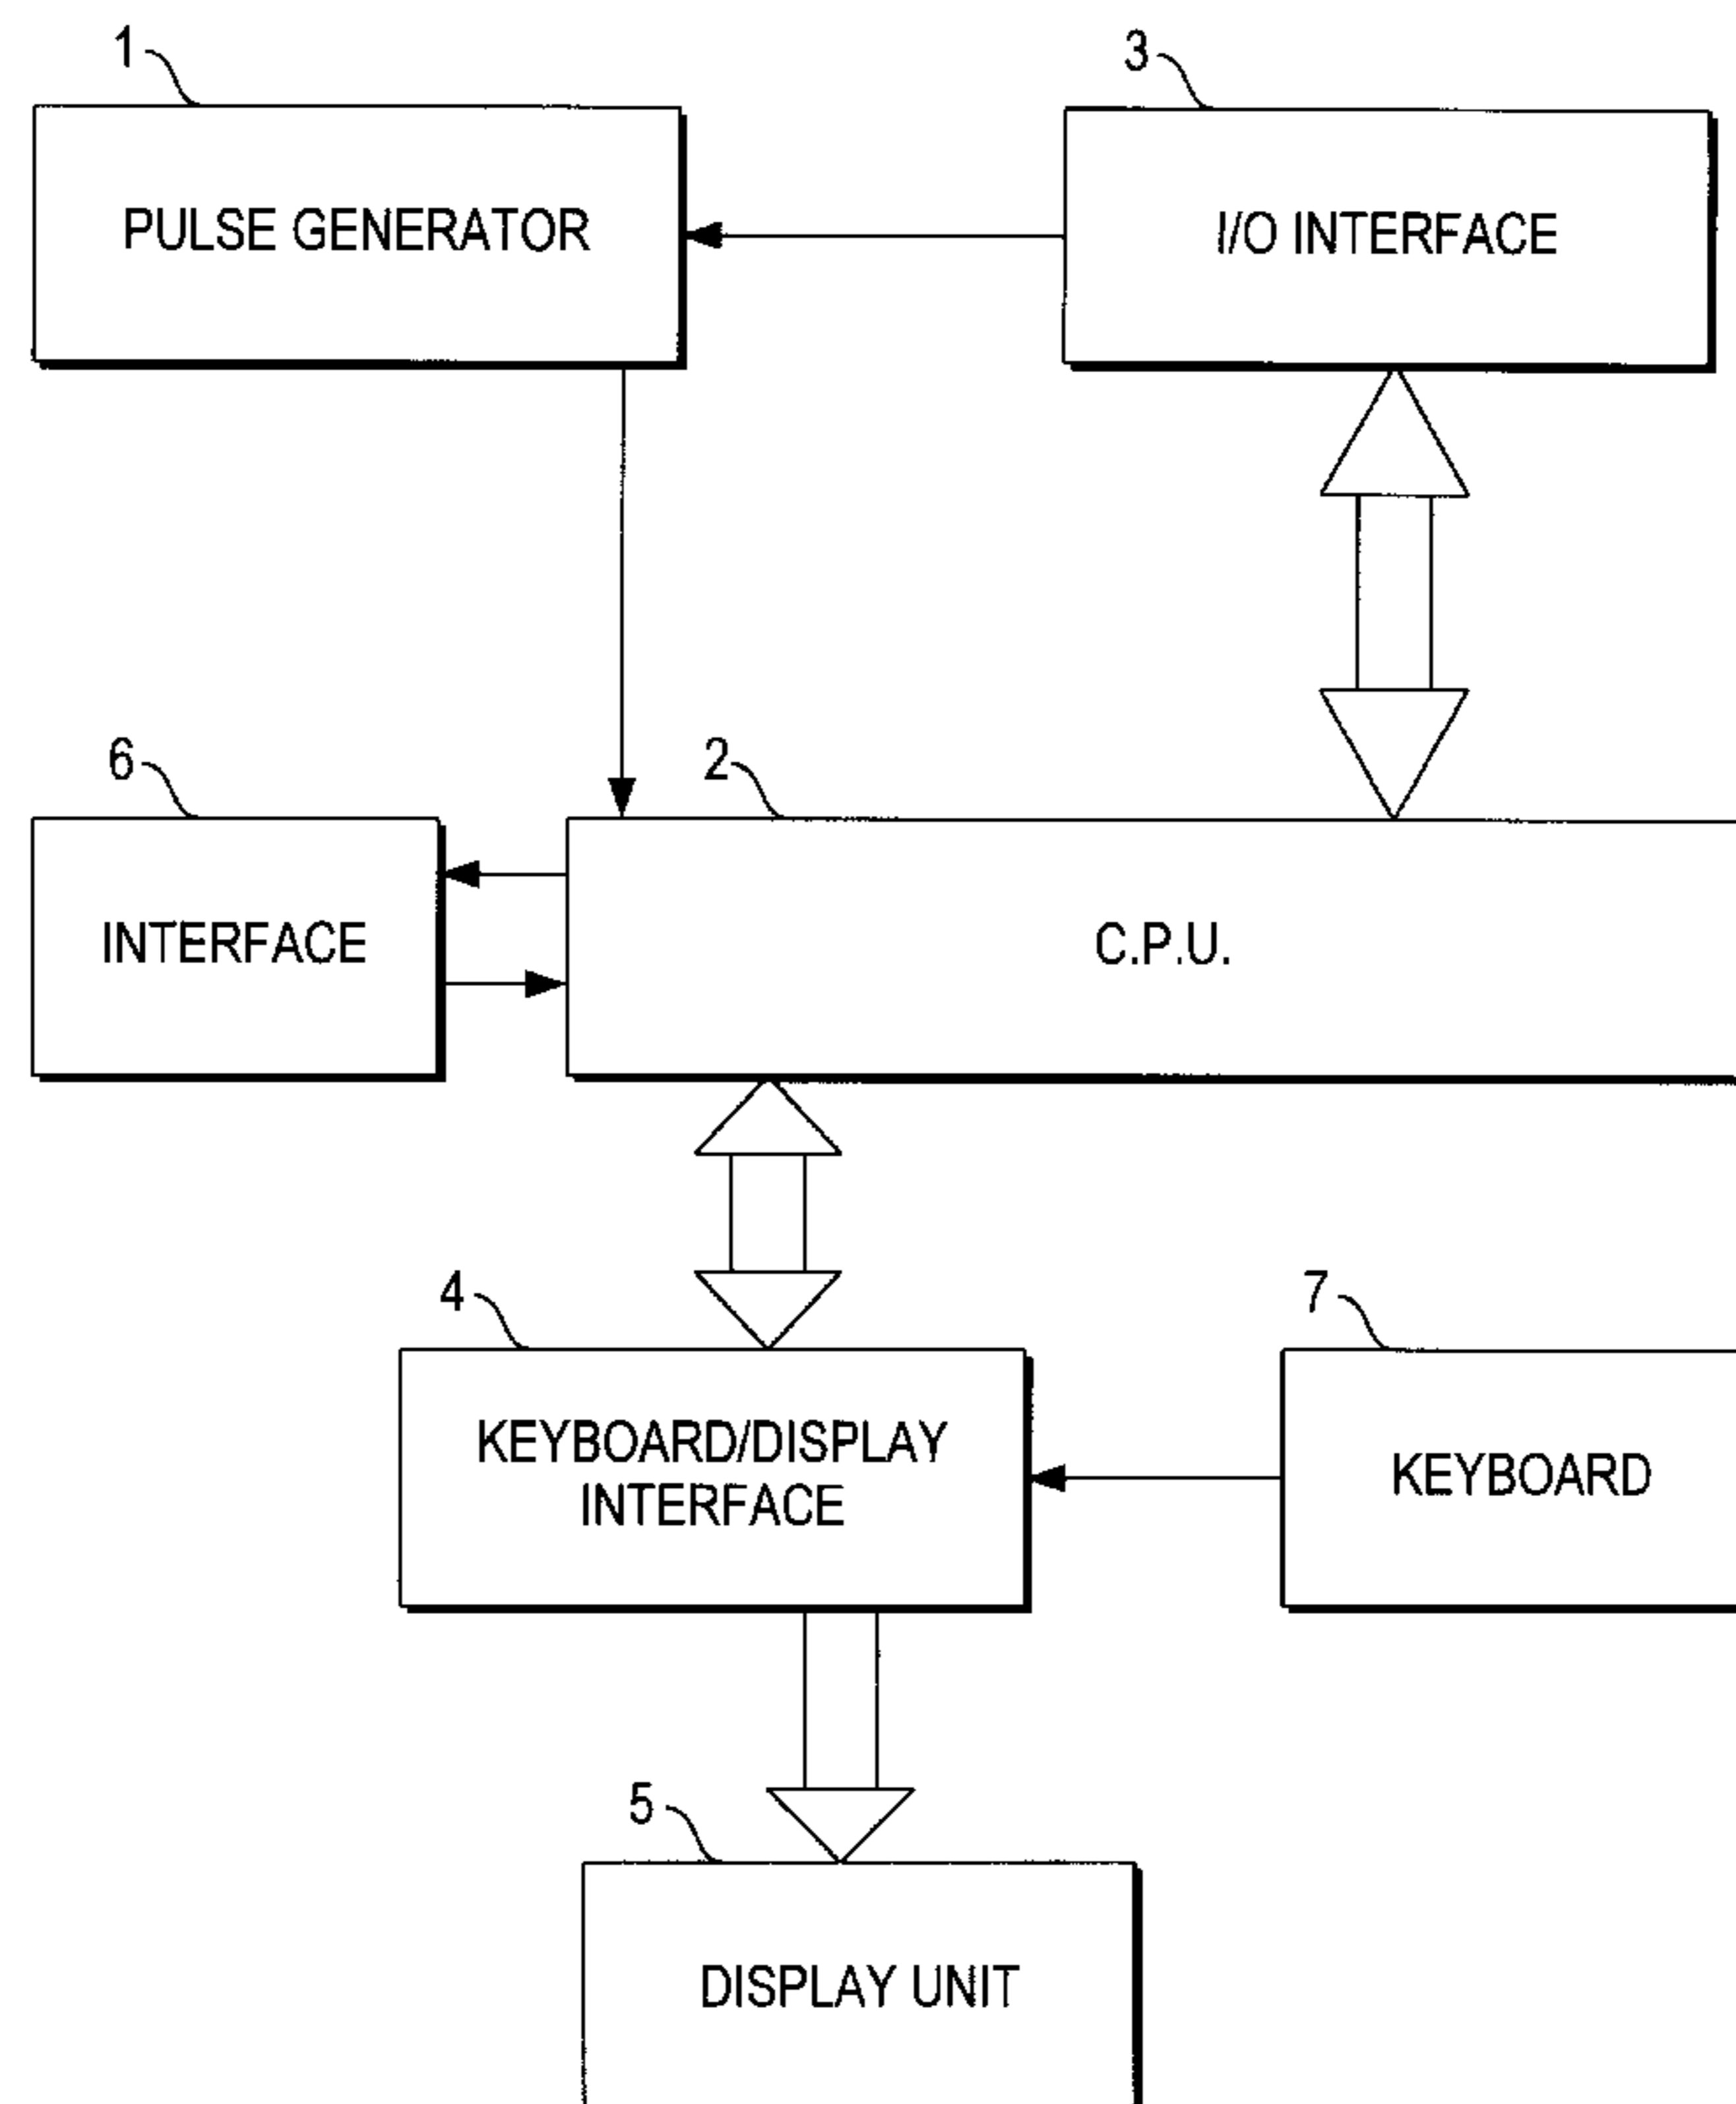 1
3
PULSE GENERATOR
I/O INTERFACE
6
2
INTERFACE
C.P.U.
4
7
KEYBOARD/DISPLAY
INTERFACE
KEYBOARD
5
DISPLAY UNIT